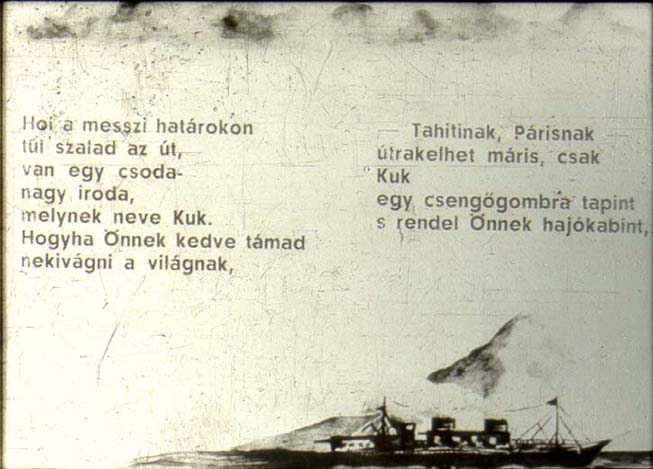 Hol a messzi határokon
túl szalad az út,
van egy csoda-
nagy iroda,
melynek neve Kuk.
Hogyha Önnek kedve támad
nekivágni a világnak,
Tahitinak, Párisnak
útrakelhet máris, csak
Kuk
egy csengőgombra tapint
s rendel Önnek hajókabint,